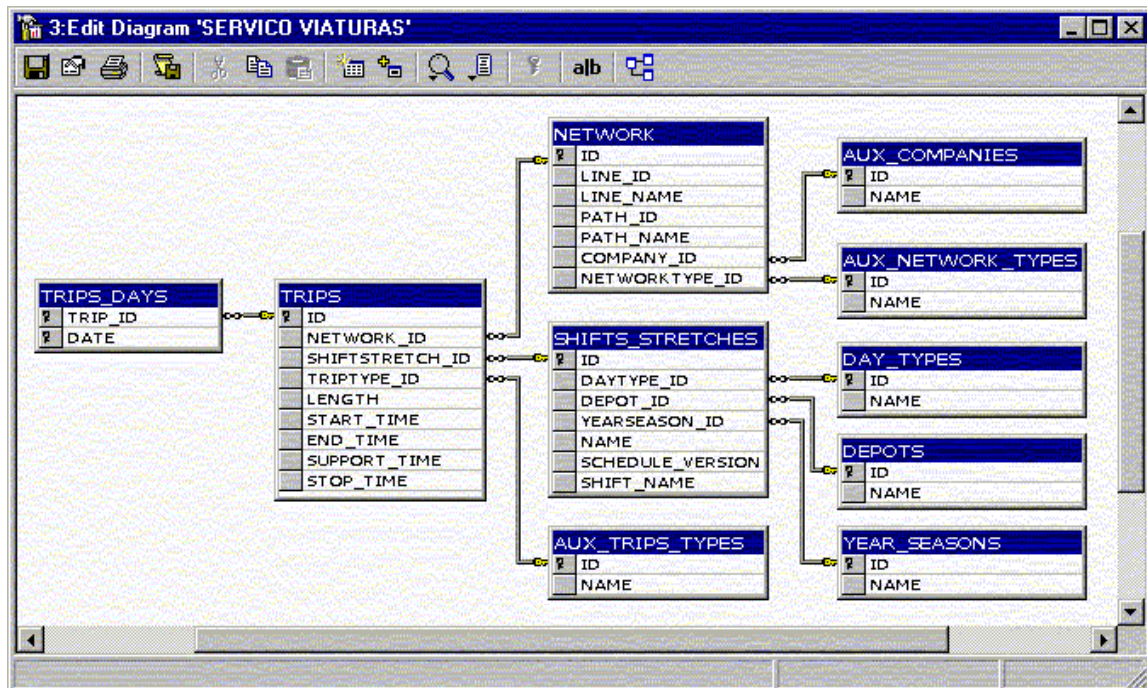 3:Edit Diagram 'SERVICO VIATURAS'
a|b
TRIPS_DAYS
TRIP_ID
DATE
TRIPS
ID
NETWORK_ID
SHIFTSTRETCH_ID
TRIPTYPE_ID
LENGTH
START_TIME
END_TIME
SUPPORT_TIME
STOP_TIME
NETWORK
ID
LINE_ID
LINE_NAME
PATH_ID
PATH_NAME
COMPANY_ID
NETWORKTYPE_ID
SHIFTS_STRETCHES
ID
DAYTYPE_ID
DEPOT_ID
YEARSEASON_ID
NAME
SCHEDULE_VERSION
SHIFT_NAME
AUX_TRIPS_TYPES
ID
NAME
AUX_COMPANIES
ID
NAME
AUX_NETWORK_TYPES
ID
NAME
DAY_TYPES
ID
NAME
DEPOTS
ID
NAME
YEAR_SEASONS
ID
NAME